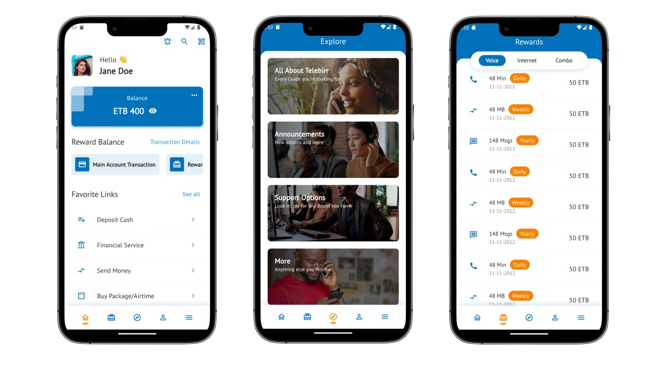 Hello 👋
Jane Doe
Balance
ETB 400
Reward Balance
Transaction Details
Main Account Transaction
Rewar
Favorite Links
See all
Deposit Cash
Financial Service
Send Money
Buy Package/Airtime
Explore
All About Telebirr
Every Guide you're looking for
Announcements
New Articles and more
Support Options
Look inside for any doubt you have
More
Anything else you missed
Rewards
Voice
Internet
Combo
48 Min Daily
11-11-2012
50 ETB
48 MB Weekly
11-11-2012
50 ETB
148 Msgs Yearly
11-11-2012
50 ETB
48 Min Daily
11-11-2012
50 ETB
48 MB Weekly
11-11-2012
50 ETB
148 Msgs Yearly
11-11-2012
50 ETB
48 Min Daily
11-11-2012
50 ETB
48 MB Weekly
11-11-2012
50 ETB